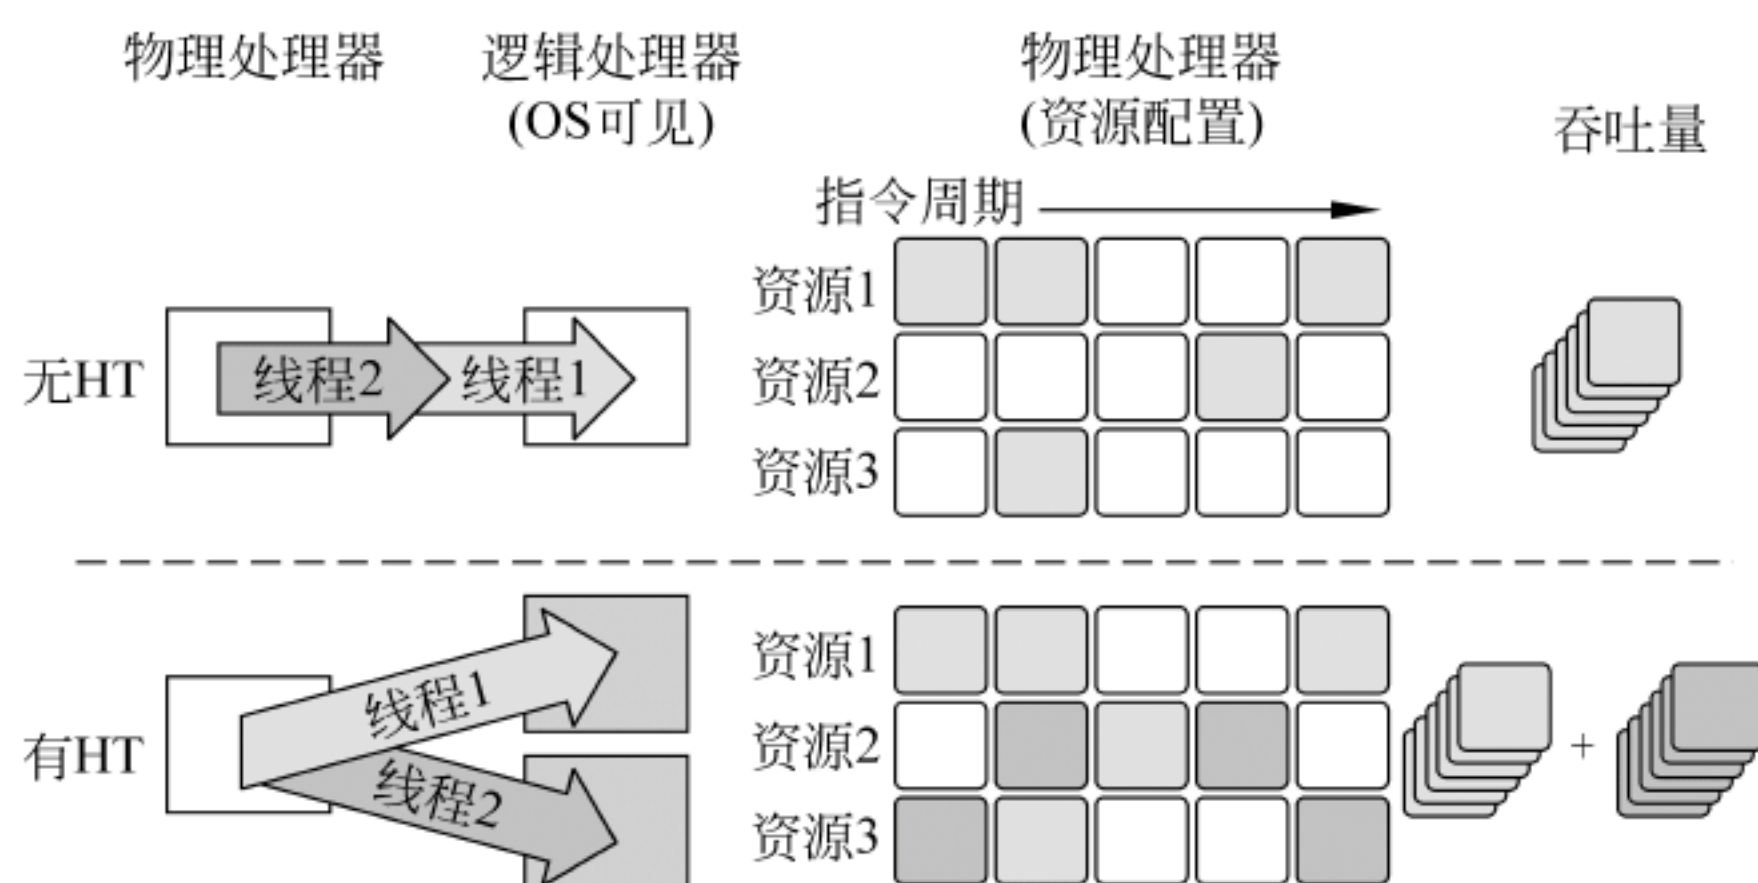 物理处理器
逻辑处理器
(OS可见)
物理处理器
(资源配置)
吞吐量
指令周期
资源1
资源2
资源3
无HT
线程2
线程1
有HT
线程1
线程2
资源1
资源2
资源3
+